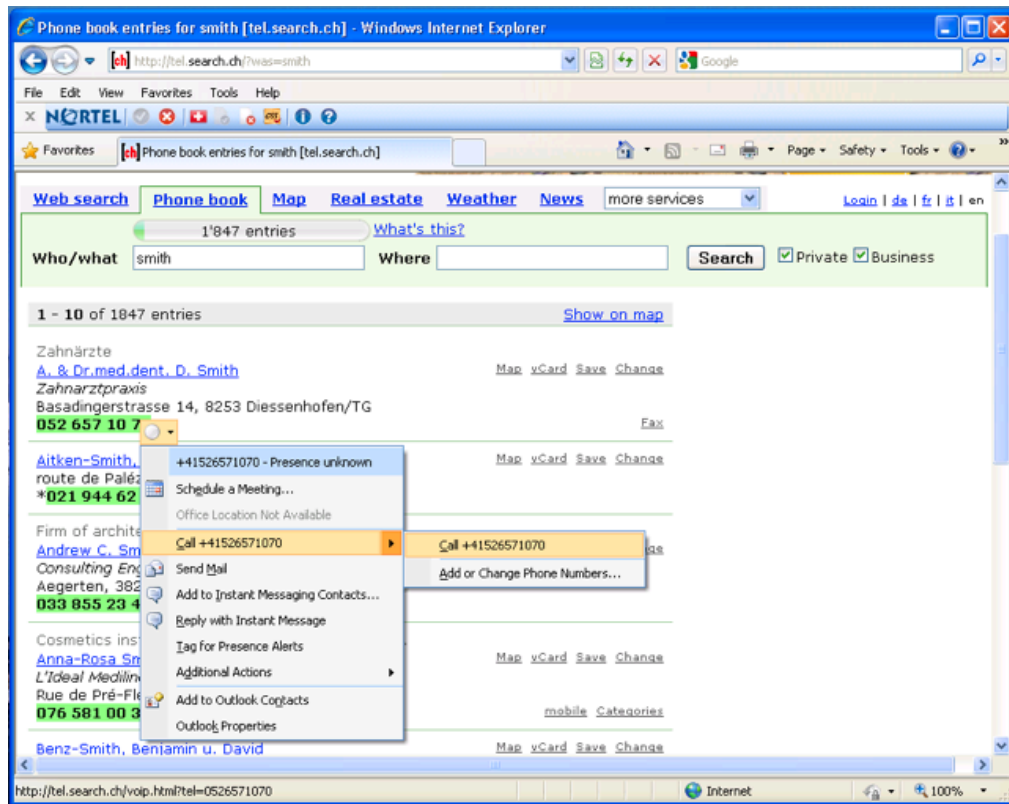 Phone book entries for smith [tel.search.ch] - Windows Internet Explorer
[ch] http://tel.search.ch/?was=smith Google
File Edit View Favorites Tools Help
x NORTEL
Favorites [ch] Phone book entries for smith [tel.search.ch] Page Safety Tools »
Web search Phone book Map Real estate Weather News more services Login | de | fr | it | en
1'847 entries What's this?
Who/what smith Where Search Private Business
1 - 10 of 1847 entries Show on map
Zahnärzte
A. & Dr.med.dent. D. Smith Map vCard Save Change
Zahnarztpraxis
Basadingerstrasse 14, 8253 Diessenhofen/TG
052 657 10 7 Fax
Aitken-Smith, Map vCard Save Change
route de Paléz
*021 944 62
Firm of archite
Andrew C. Sm
Consulting Eng
Aegerten, 382
033 855 23 4
Cosmetics ins
Anna-Rosa Sm Map vCard Save Change
L'Ideal Medilin
Rue de Pré-Fle
076 581 00 3 mobile Categories
Benz-Smith, Benjamin u. David Map vCard Save Change
+41526571070 - Presence unknown
Schedule a Meeting...
Office Location Not Available
Call +41526571070
Send Mail
Add to Instant Messaging Contacts...
Reply with Instant Message
Tag for Presence Alerts
Additional Actions
Add to Outlook Contacts
Outlook Properties
Call +41526571070
Add or Change Phone Numbers...
http://tel.search.ch/voip.html?tel=0526571070 Internet 100%